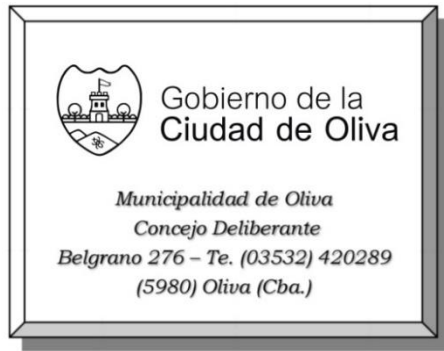 Gobierno de la
Ciudad de Oliva
Municipalidad de Oliva
Concejo Deliberante
Belgrano 276 – Te. (03532) 420289
(5980) Oliva (Cba.)